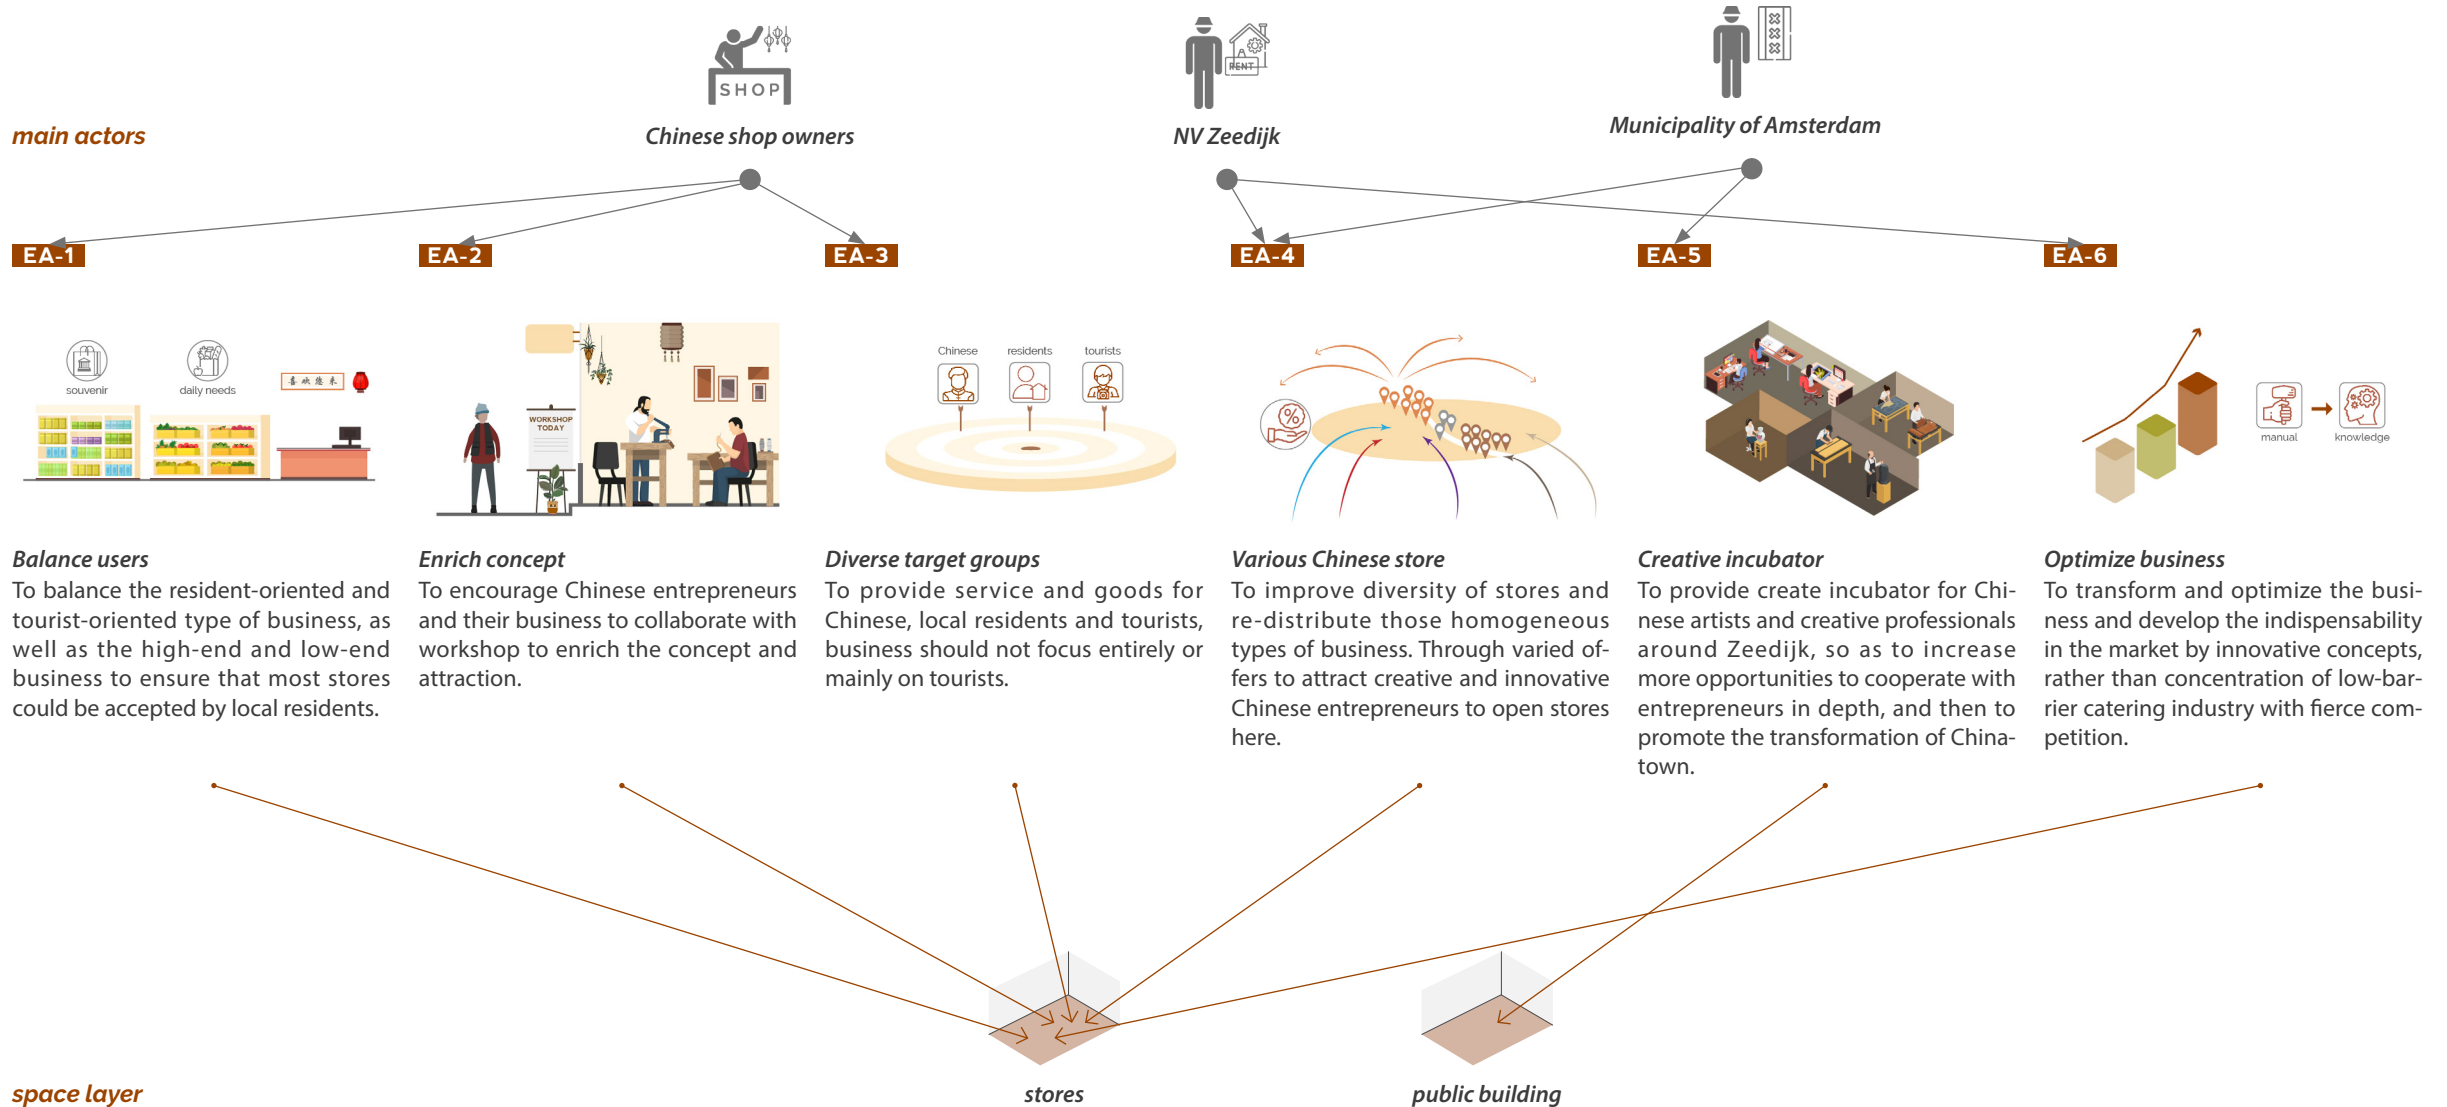 SHOP
RENT
main actors
Chinese shop owners
NV Zeedijk
Municipality of Amsterdam
EA-1
EA-2
EA-3
EA-4
EA-5
EA-6
souvenir
daily needs
WORKSHOP
TODAY
Chinese
residents
tourists
%
manual
knowledge
Balance users
To balance the resident-oriented and
tourist-oriented type of business, as
well as the high-end and low-end
business to ensure that most stores
could be accepted by local residents.
Enrich concept
To encourage Chinese entrepreneurs
and their business to collaborate with
workshop to enrich the concept and
attraction.
Diverse target groups
To provide service and goods for
Chinese, local residents and tourists,
business should not focus entirely or
mainly on tourists.
Various Chinese store
To improve diversity of stores and
re-distribute those homogeneous
types of business. Through varied of-
fers to attract creative and innovative
Chinese entrepreneurs to open stores
here.
Creative incubator
To provide create incubator for Chi-
nese artists and creative professionals
around Zeedijk, so as to increase
more opportunities to cooperate with
entrepreneurs in depth, and then to
promote the transformation of China-
town.
Optimize business
To transform and optimize the busi-
ness and develop the indispensability
in the market by innovative concepts,
rather than concentration of low-bar-
rier catering industry with fierce com-
petition.
space layer
stores
public building